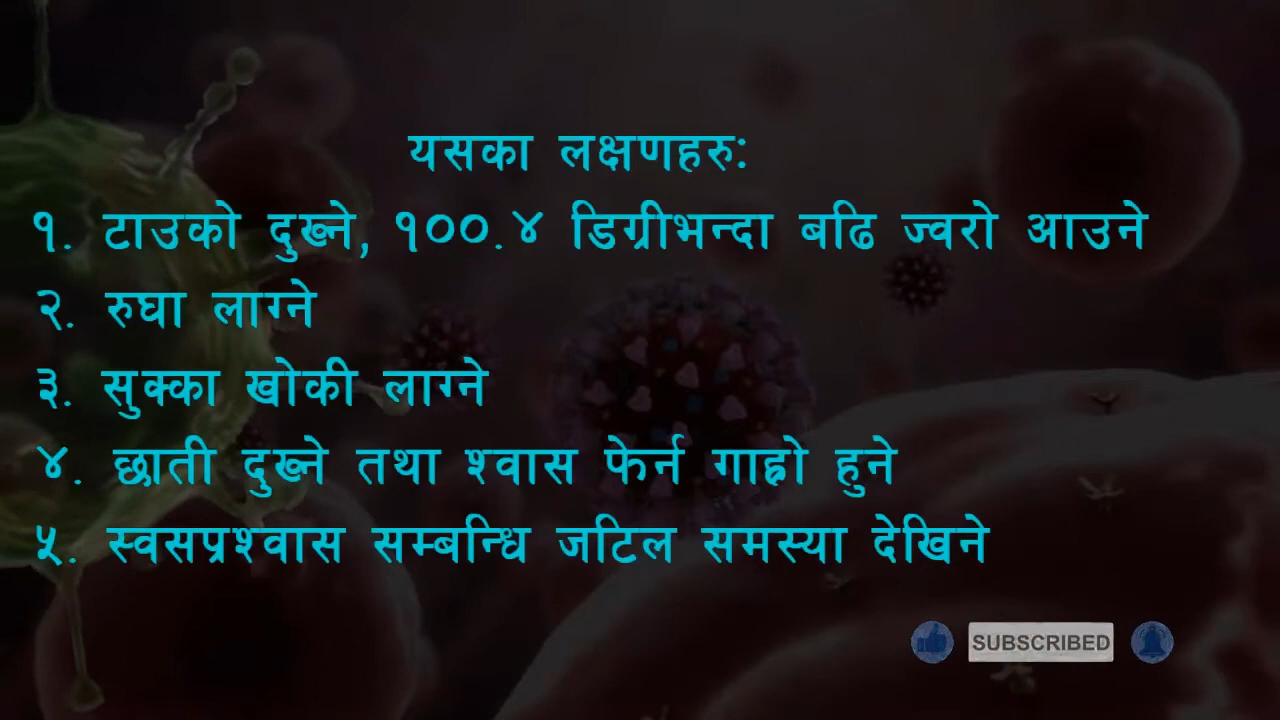 यसका लक्षणहरु:
१. टाउको दुख्ने, १००.४ डिग्रीभन्दा बढि ज्वरो आउने
२. रुघा लाग्ने
३. सुक्का खोकी लाग्ने
४. छाती दुख्ने तथा श्वास फेर्न गाह्रो हुने
५. स्वसप्रश्वास सम्बन्धि जटिल समस्या देखिने
SUBSCRIBED